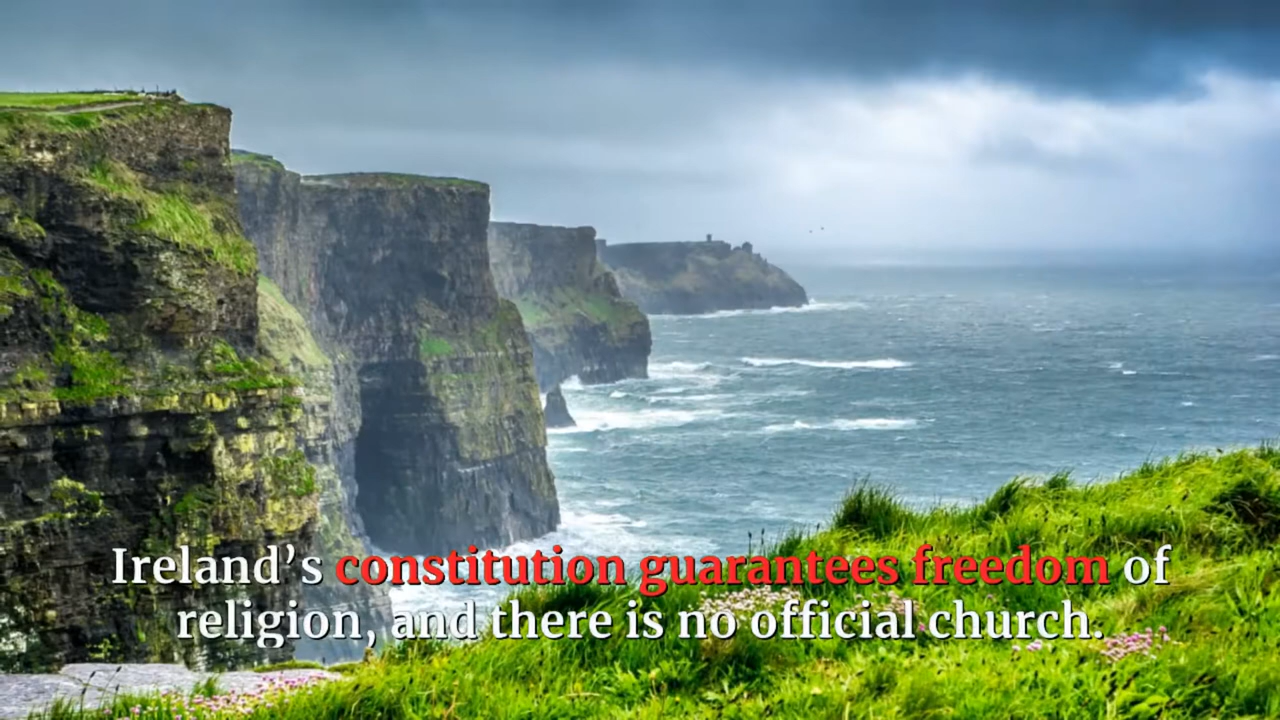 Ireland’s constitution guarantees freedom of
religion, and there is no official church.